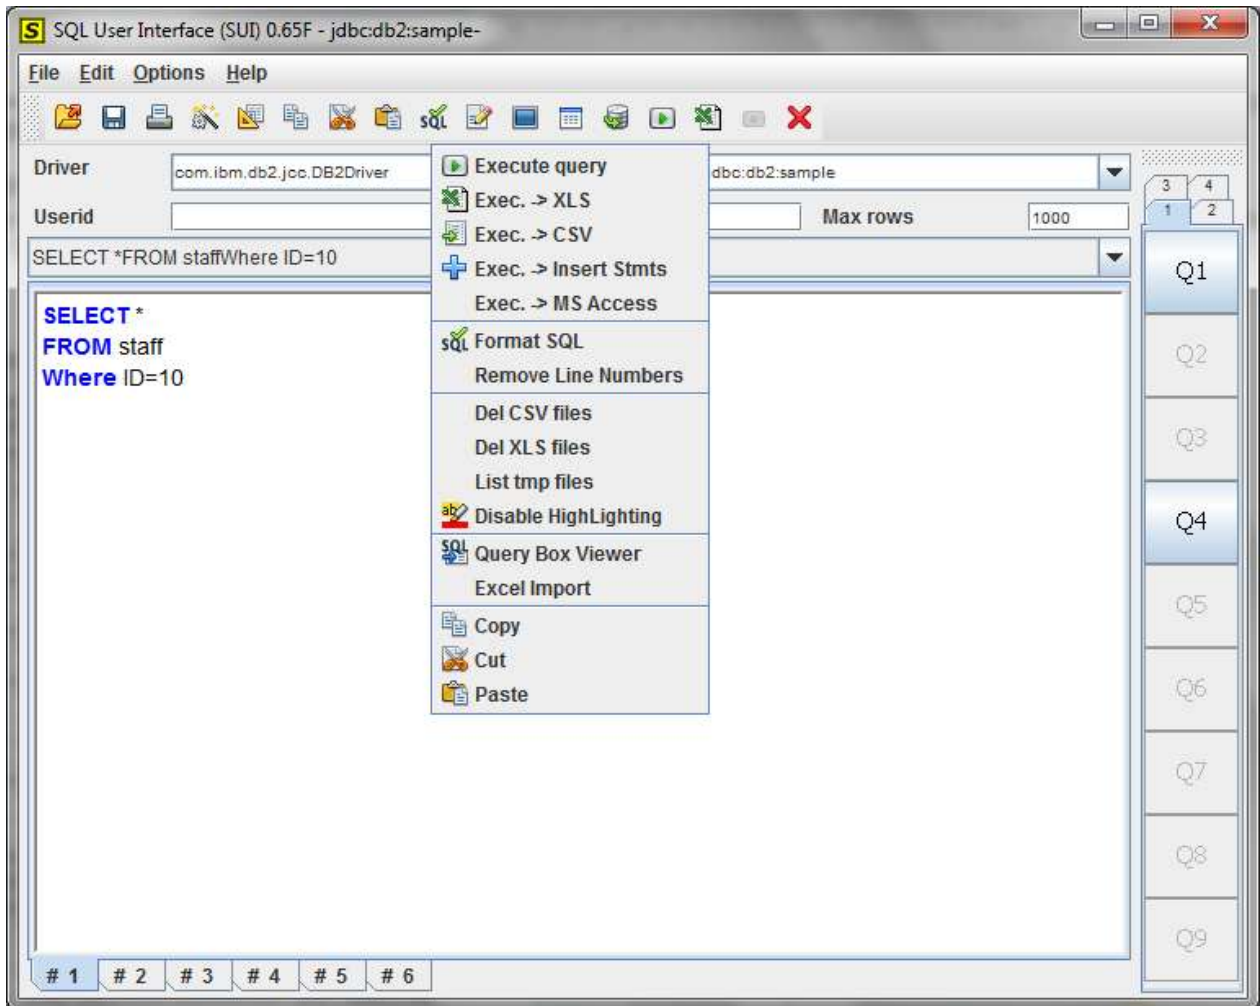 S SQL User Interface (SUI) 0.65F - jdbc:db2:sample-
File Edit Options Help
SQL
Driver com.ibm.db2.jcc.DB2Driver dbc:db2:sample
Userid Max rows 1000
SELECT *FROM staffWhere ID=10
SELECT *
FROM staff
Where ID=10
Execute query
Exec. -> XLS
Exec. -> CSV
Exec. -> Insert Stmts
Exec. -> MS Access
SQL Format SQL
Remove Line Numbers
Del CSV files
Del XLS files
List tmp files
ab Disable HighLighting
SQL Query Box Viewer
Excel Import
Copy
Cut
Paste
3 4
1 2
Q1
Q2
Q3
Q4
Q5
Q6
Q7
Q8
Q9
# 1 # 2 # 3 # 4 # 5 # 6